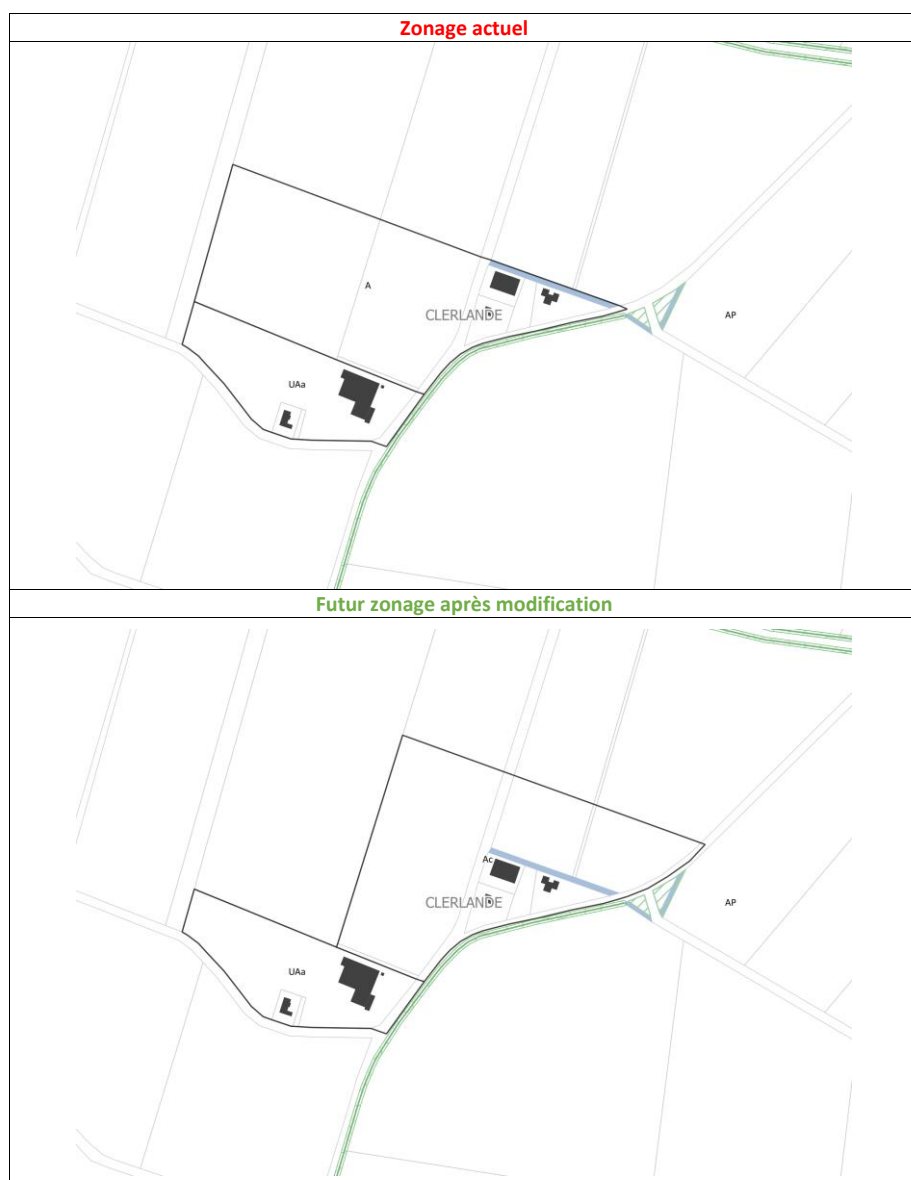 Zonage actuel
A
CLERLANDE
AP
UAa
Futur zonage après modification
Ac
CLERLANDE
AP
UAa